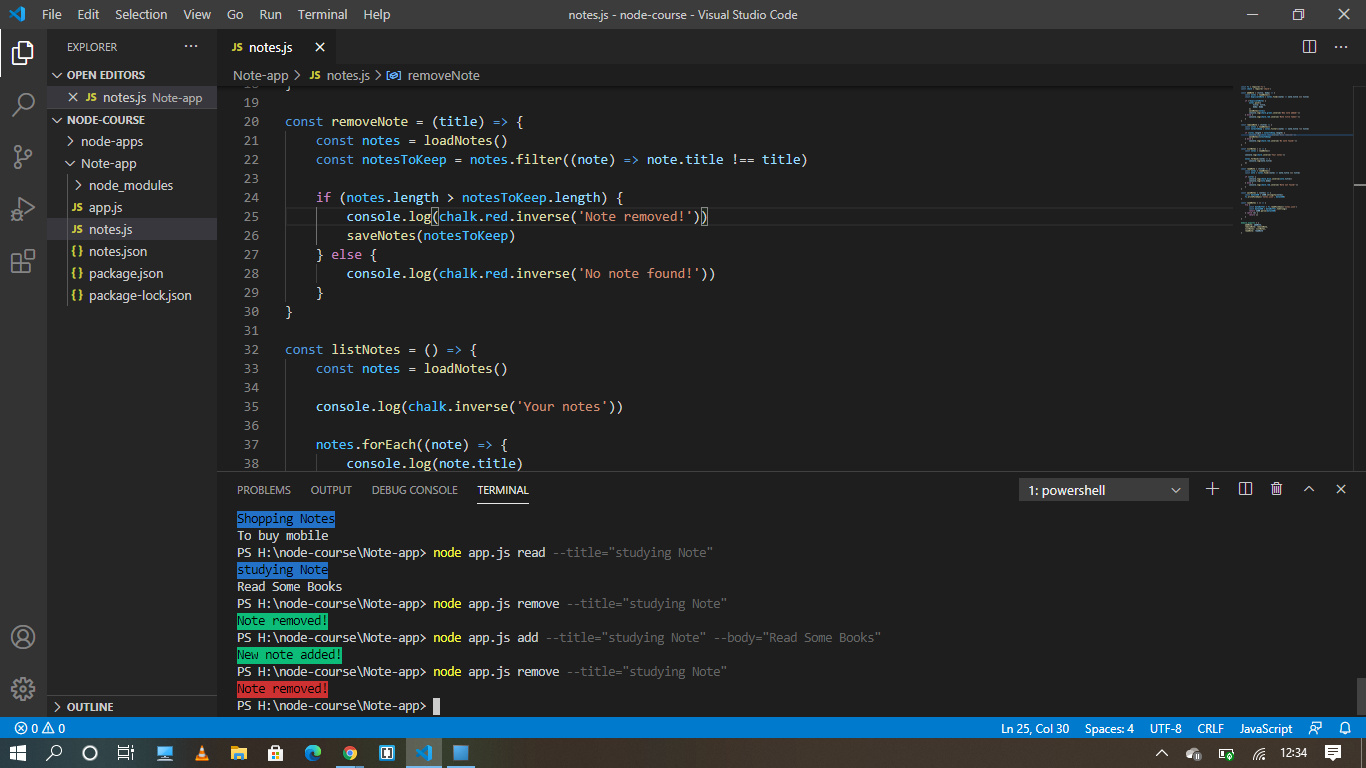 File Edit Selection View Go Run Terminal Help notes.js - node-course - Visual Studio Code
EXPLORER
OPEN EDITORS
JS notes.js Note-app
NODE-COURSE
node-apps
Note-app
node_modules
JS app.js
JS notes.js
{} notes.json
{} package.json
{} package-lock.json
OUTLINE
JS notes.js
Note-app > JS notes.js > removeNote
19
20 const removeNote = (title) => {
21 const notes = loadNotes()
22 const notesToKeep = notes.filter((note) => note.title !== title)
23
24 if (notes.length > notesToKeep.length) {
25 console.log(chalk.red.inverse('Note removed!'))
26 saveNotes(notesToKeep)
27 } else {
28 console.log(chalk.red.inverse('No note found!'))
29 }
30 }
31
32 const listNotes = () => {
33 const notes = loadNotes()
34
35 console.log(chalk.inverse('Your notes'))
36
37 notes.forEach((note) => {
38 console.log(note.title)
PROBLEMS OUTPUT DEBUG CONSOLE TERMINAL 1: powershell
Shopping Notes
To buy mobile
PS H:\node-course\Note-app> node app.js read --title="studying Note"
studying Note
Read Some Books
PS H:\node-course\Note-app> node app.js remove --title="studying Note"
Note removed!
PS H:\node-course\Note-app> node app.js add --title="studying Note" --body="Read Some Books"
New note added!
PS H:\node-course\Note-app> node app.js remove --title="studying Note"
Note removed!
PS H:\node-course\Note-app>
0 0 Ln 25, Col 30 Spaces: 4 UTF-8 CRLF JavaScript
12:34